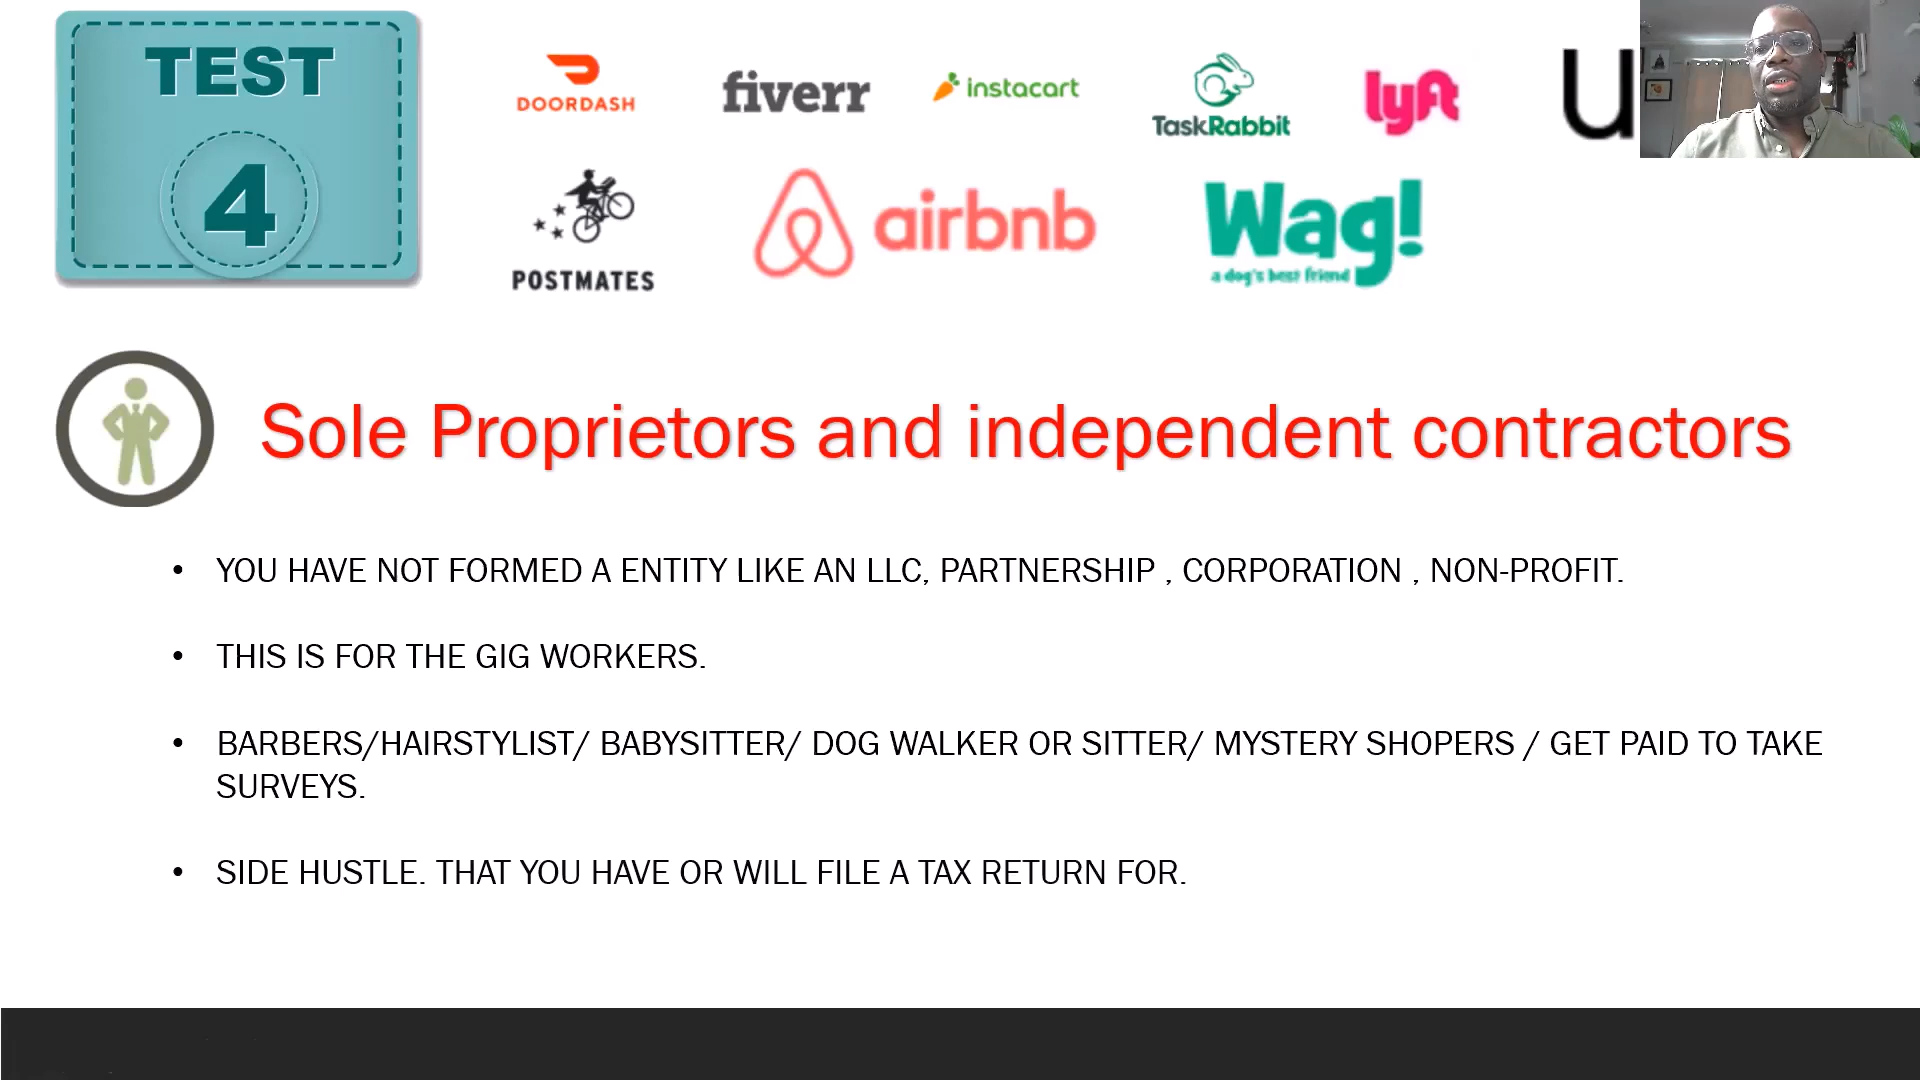 TEST
4
DOORDASH
fiverr
instacart
TaskRabbit
lyft
POSTMATES
airbnb
Wag!
a dog's best friend
Sole Proprietors and independent contractors
• YOU HAVE NOT FORMED A ENTITY LIKE AN LLC, PARTNERSHIP , CORPORATION , NON-PROFIT.
• THIS IS FOR THE GIG WORKERS.
• BARBERS/HAIRSTYLIST/ BABYSITTER/ DOG WALKER OR SITTER/ MYSTERY SHOPERS / GET PAID TO TAKE
SURVEYS.
• SIDE HUSTLE. THAT YOU HAVE OR WILL FILE A TAX RETURN FOR.